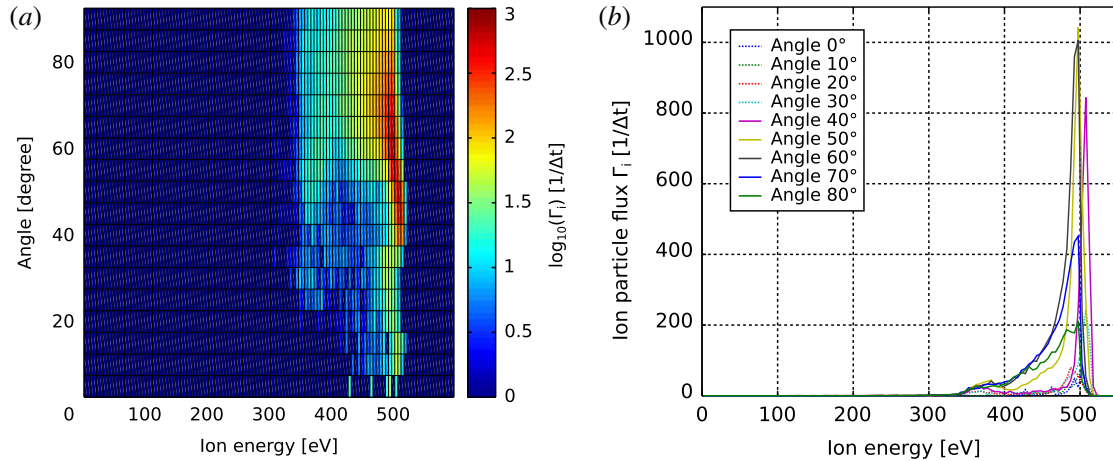 (a)
Angle [degree]
80
60
40
20
0
0 100 200 300 400 500
Ion energy [eV]
3
2.5
2
1.5
1
0.5
0
log₁₀(Γᵢ) [1/Δt]
(b)
Ion particle flux Γᵢ [1/Δt]
1000
800
600
400
200
0
Angle 0°
Angle 10°
Angle 20°
Angle 30°
Angle 40°
Angle 50°
Angle 60°
Angle 70°
Angle 80°
0 100 200 300 400 500
Ion energy [eV]